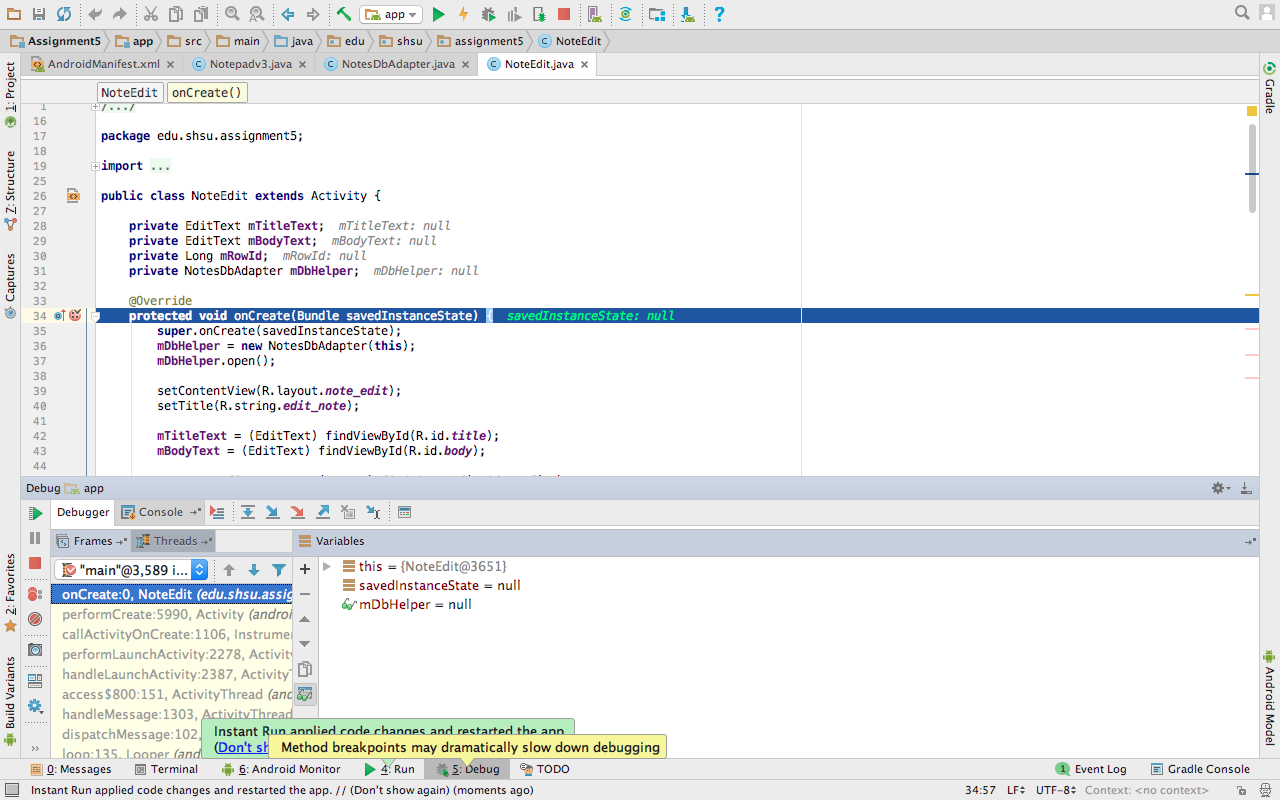 app
Assignment5 app src main java edu shsu assignment5 NoteEdit
AndroidManifest.xml Notepadv3.java NotesDbAdapter.java NoteEdit.java
NoteEdit onCreate()
1 /.../
16
17 package edu.shsu.assignment5;
18
19 import ...
25
26 public class NoteEdit extends Activity {
27
28 private EditText mTitleText; mTitleText: null
29 private EditText mBodyText; mBodyText: null
30 private Long mRowId; mRowId: null
31 private NotesDbAdapter mDbHelper; mDbHelper: null
32
33 @Override
34 protected void onCreate(Bundle savedInstanceState) { savedInstanceState: null
35 super.onCreate(savedInstanceState);
36 mDbHelper = new NotesDbAdapter(this);
37 mDbHelper.open();
38
39 setContentView(R.layout.note_edit);
40 setTitle(R.string.edit_note);
41
42 mTitleText = (EditText) findViewById(R.id.title);
43 mBodyText = (EditText) findViewById(R.id.body);
44
1: Project
7: Structure
Captures
2: Favorites
Build Variants
Gradle
Android Model
Debug app
Debugger Console
Frames Threads Variables
"main"@3,589 i...
onCreate:0, NoteEdit (edu.shsu.assig
performCreate:5990, Activity (androi
callActivityOnCreate:1106, Instrumen
performLaunchActivity:2278, Activity
handleLaunchActivity:2387, Activity
access$800:151, ActivityThread (and
handleMessage:1303, ActivityThread
dispatchMessage:102,
loop:135, Looper (and
this = {NoteEdit@3651}
savedInstanceState = null
mDbHelper = null
Instant Run applied code changes and restarted the app.
(Don't sh
Method breakpoints may dramatically slow down debugging
0: Messages Terminal 6: Android Monitor 4: Run 5: Debug TODO 1 Event Log Gradle Console
Instant Run applied code changes and restarted the app. // (Don't show again) (moments ago) 34:57 LF UTF-8 Context: <no context>